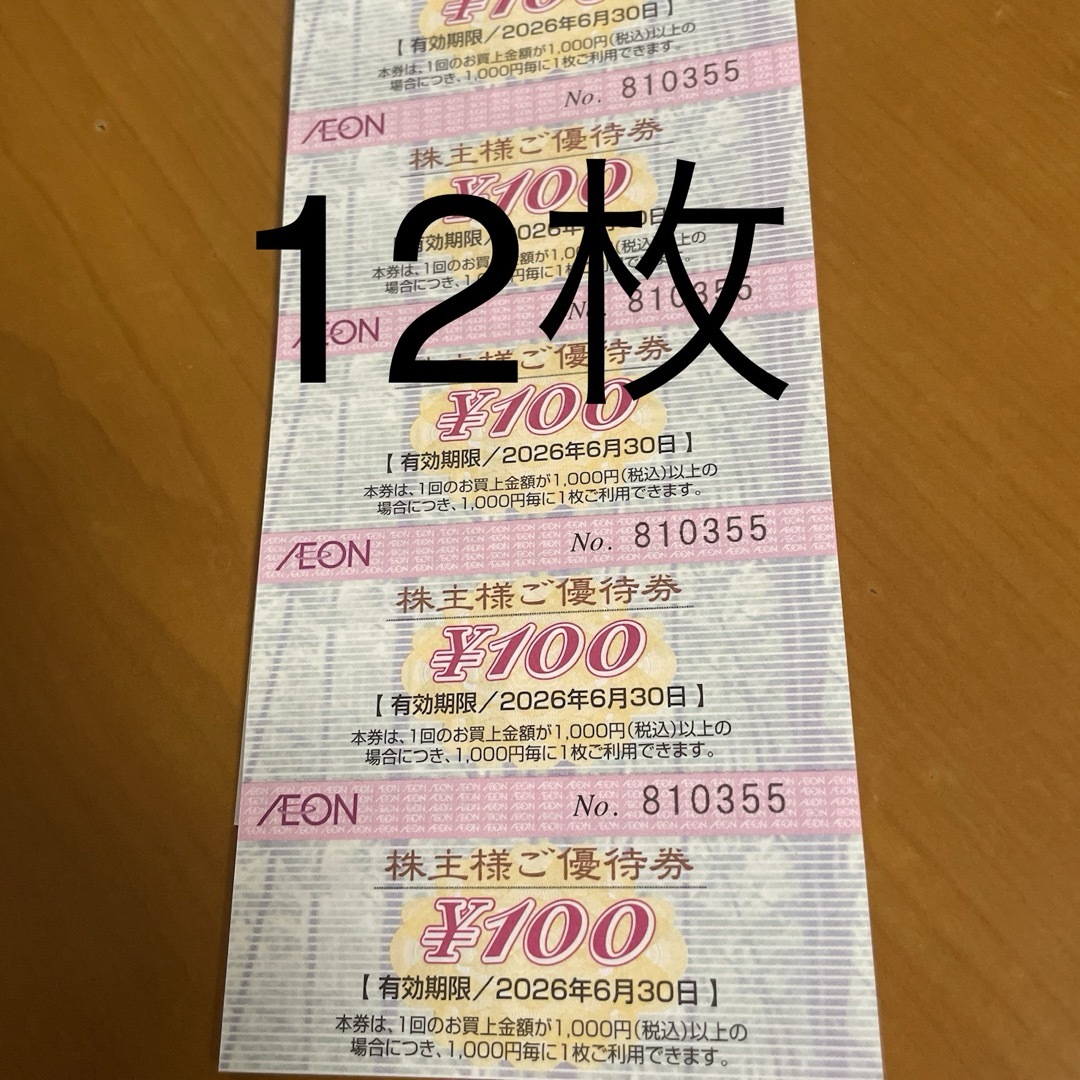 ¥100
【 有効期限／2026年6月30日 】
本券は、1回のお買上金額が1,000円（税込）以上の
場合につき、1,000円毎に1枚ご利用できます。
ÆON
No. 810355
株主様ご優待券
¥100
12枚
ÆON
No. 810355
¥100
【 有効期限／2026年6月30日 】
本券は、1回のお買上金額が1,000円（税込）以上の
場合につき、1,000円毎に1枚ご利用できます。
ÆON
No. 810355
株主様ご優待券
¥100
【 有効期限／2026年6月30日 】
本券は、1回のお買上金額が1,000円（税込）以上の
場合につき、1,000円毎に1枚ご利用できます。
ÆON
No. 810355
株主様ご優待券
¥100
【 有効期限／2026年6月30日 】
本券は、1回のお買上金額が1,000円（税込）以上の
場合につき、1,000円毎に1枚ご利用できます。